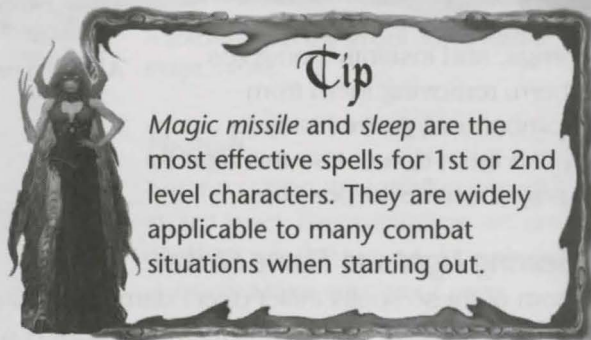 Tip
Magic missile and sleep are the
most effective spells for 1st or 2nd
level characters. They are widely
applicable to many combat
situations when starting out.